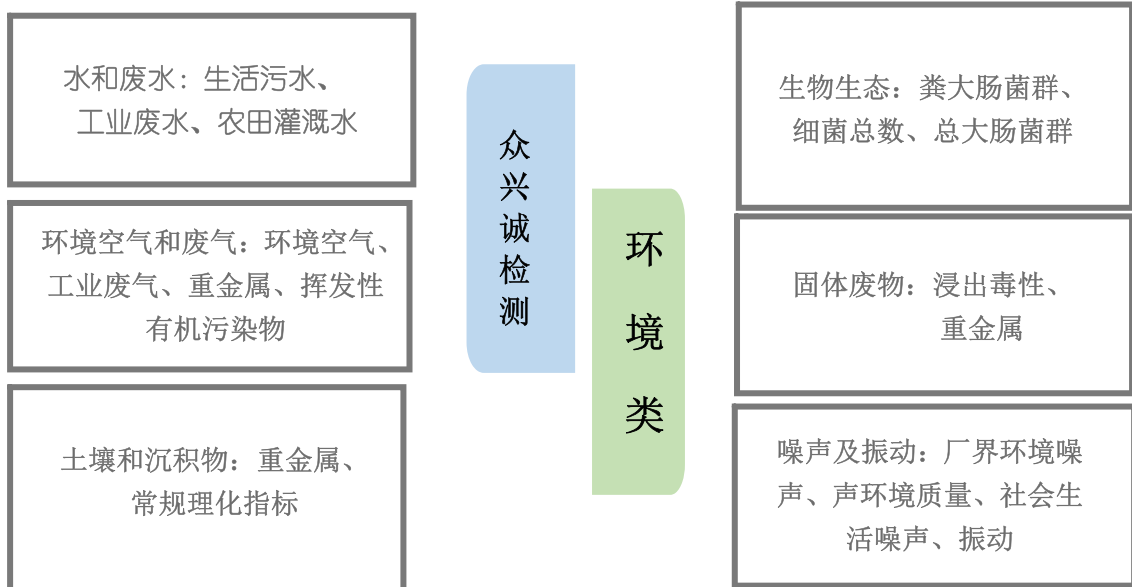 水和废水：生活污水、
工业废水、农田灌溉水
环境空气和废气：环境空气、
工业废气、重金属、挥发性
有机污染物
土壤和沉积物：重金属、
常规理化指标
众兴诚检测
环境类
生物生态：粪大肠菌群、
细菌总数、总大肠菌群
固体废物：浸出毒性、
重金属
噪声及振动：厂界环境噪
声、声环境质量、社会生
活噪声、振动